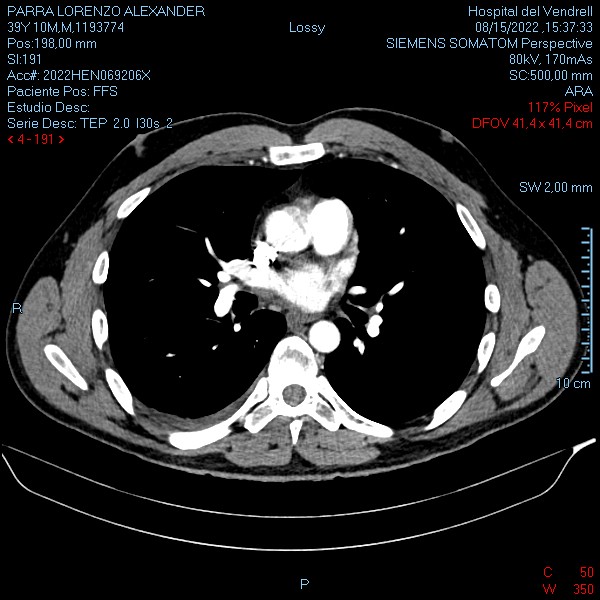 PARRA LORENZO ALEXANDER
39Y 10M,M,1193774
Pos:198,00 mm
SI:191
Acc#: 2022HEN069206X
Paciente Pos: FFS
Estudio Desc:
Serie Desc: TEP 2.0 I30s 2
< 4 - 191 >
Lossy
Hospital del Vendrell
08/15/2022 ,15:37:33
SIEMENS SOMATOM Perspective
80kV, 170mAs
SC:500,00 mm
ARA
117% Pixel
DFOV 41,4 x 41,4 cm
SW 2,00 mm
R
10 cm
P
C 50
W 350